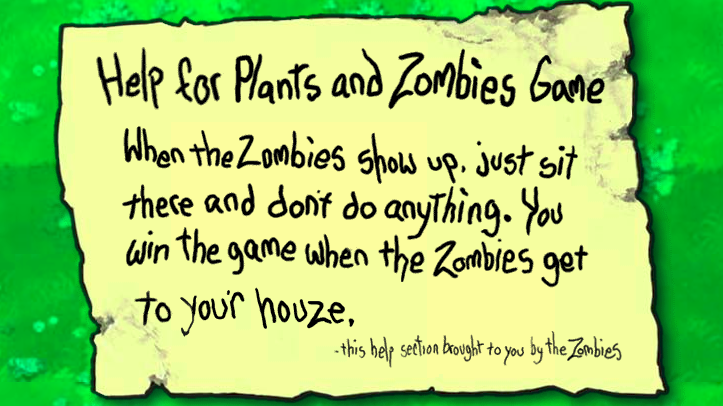 Help for Plants and Zombies Game
When the Zombies show up, just sit
there and don't do anything. You
win the game when the Zombies get
to you'r houze.
-this help section brought to you by the Zombies